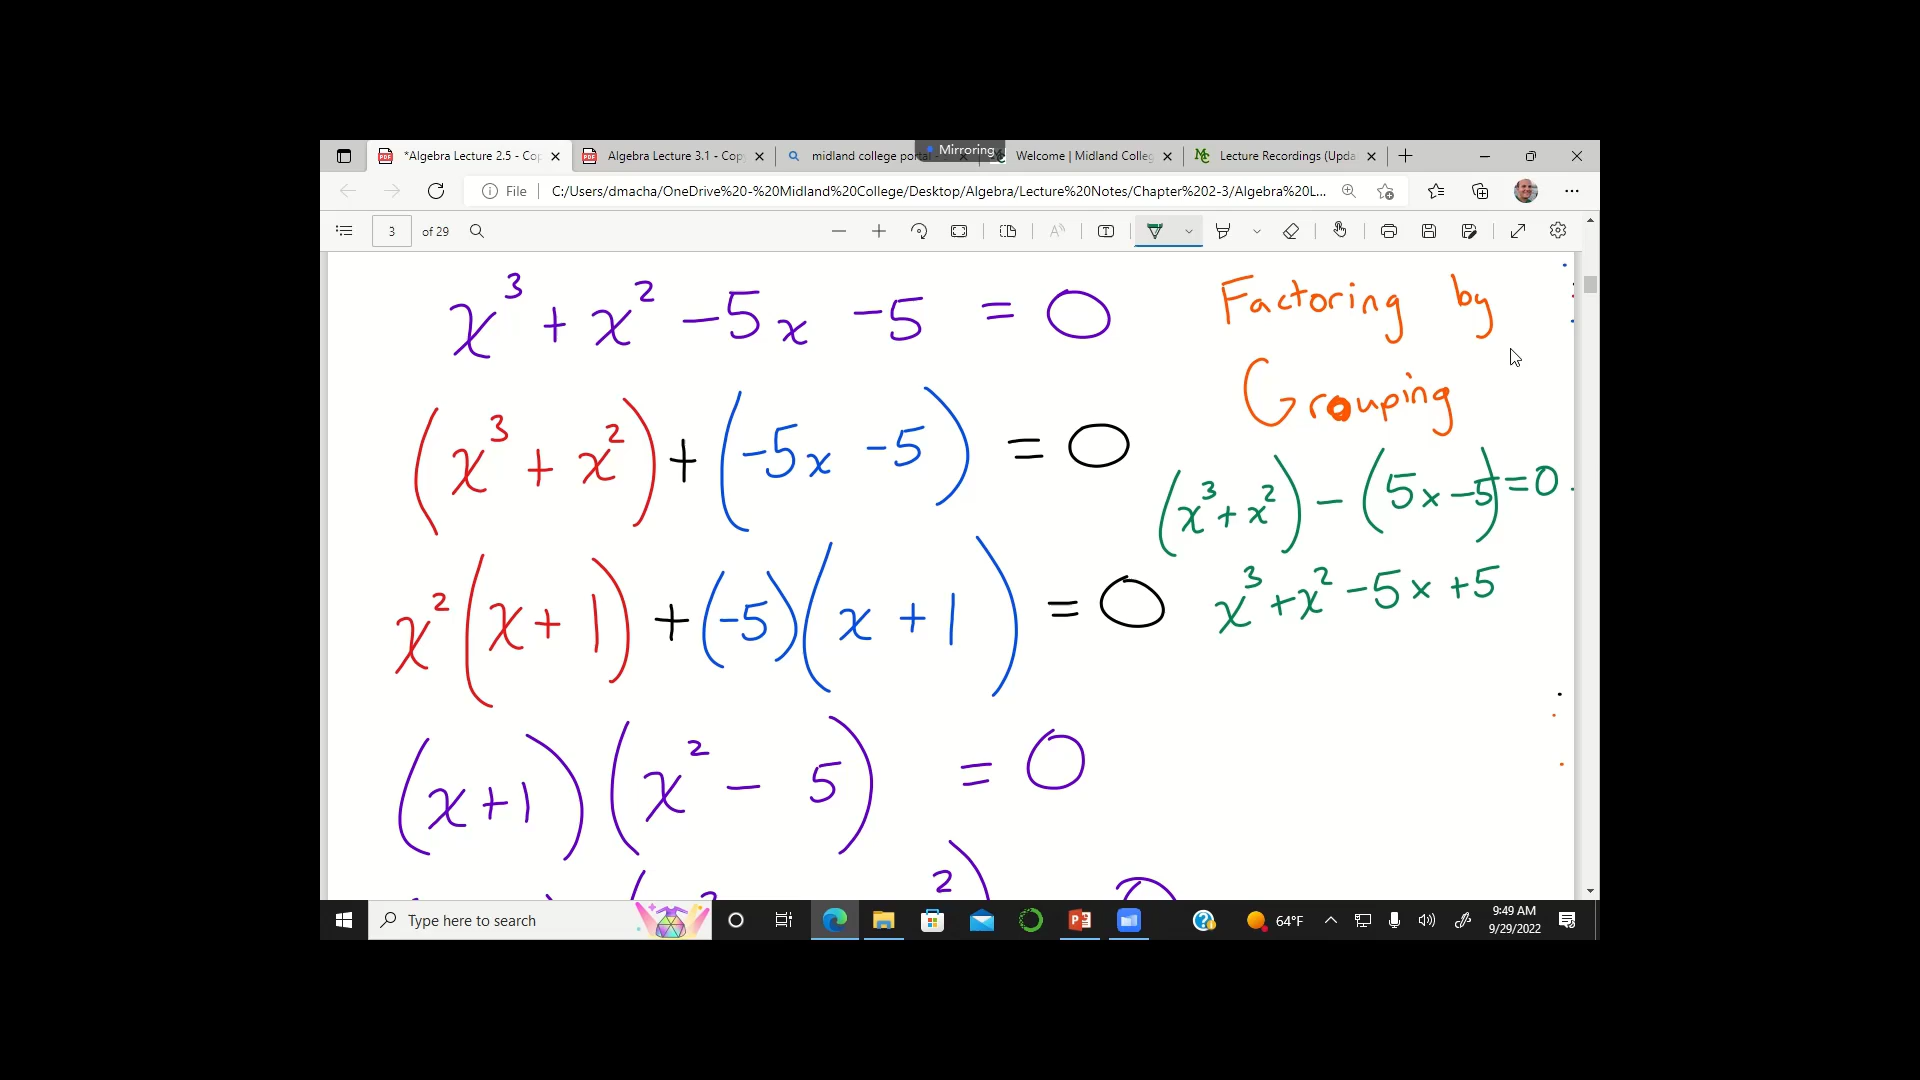 Mirroring
*Algebra Lecture 2.5 - Cop
Algebra Lecture 3.1 - Copy
midland college portal -
Welcome | Midland Colleg
Lecture Recordings (Upda
File
C:/Users/dmacha/OneDrive%20-%20Midland%20College/Desktop/Algebra/Lecture%20Notes/Chapter%202-3/Algebra%20L...
3 of 29
x³ + x² - 5x - 5 = 0
Factoring by
Grouping
(x³ + x²) + (-5x - 5) = 0
(x³ + x²) - (5x - 5) = 0
x³ + x² - 5x + 5
x²(x + 1) + (-5)(x + 1) = 0
(x + 1)(x² - 5) = 0
2
Type here to search
64°F
9:49 AM
9/29/2022